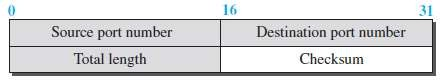 0 16 31
Source port number Destination port number
Total length Checksum